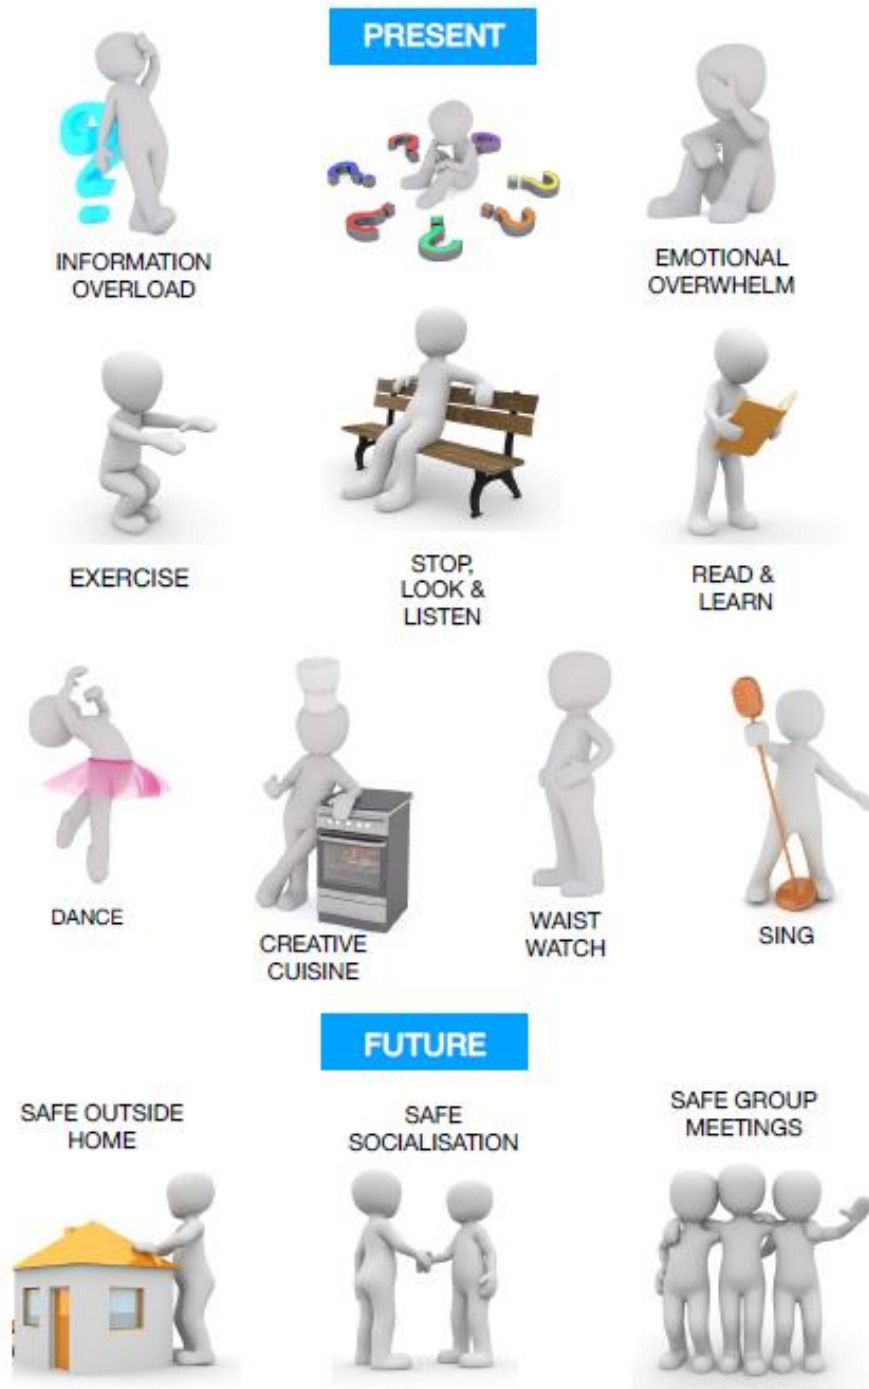 PRESENT
INFORMATION
OVERLOAD
EMOTIONAL
OVERWHELM
EXERCISE
STOP,
LOOK &
LISTEN
READ &
LEARN
DANCE
CREATIVE
CUISINE
WAIST
WATCH
SING
FUTURE
SAFE OUTSIDE
HOME
SAFE
SOCIALISATION
SAFE GROUP
MEETINGS